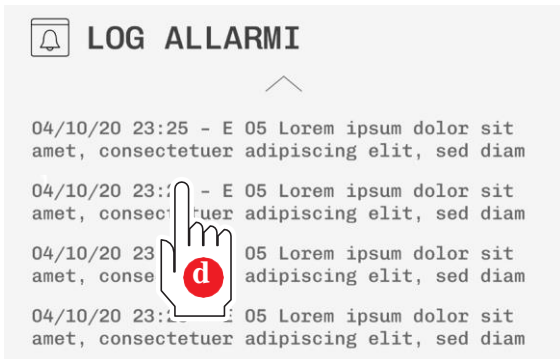 LOG ALLARMI
04/10/20 23:25 - E 05 Lorem ipsum dolor sit
amet, consectetuer adipiscing elit, sed diam
04/10/20 23:2 - E 05 Lorem ipsum dolor sit
amet, consectetuer adipiscing elit, sed diam
04/10/20 23 05 Lorem ipsum dolor sit
amet, conse adipiscing elit, sed diam
d
04/10/20 23:2 E 05 Lorem ipsum dolor sit
amet, consectetuer adipiscing elit, sed diam